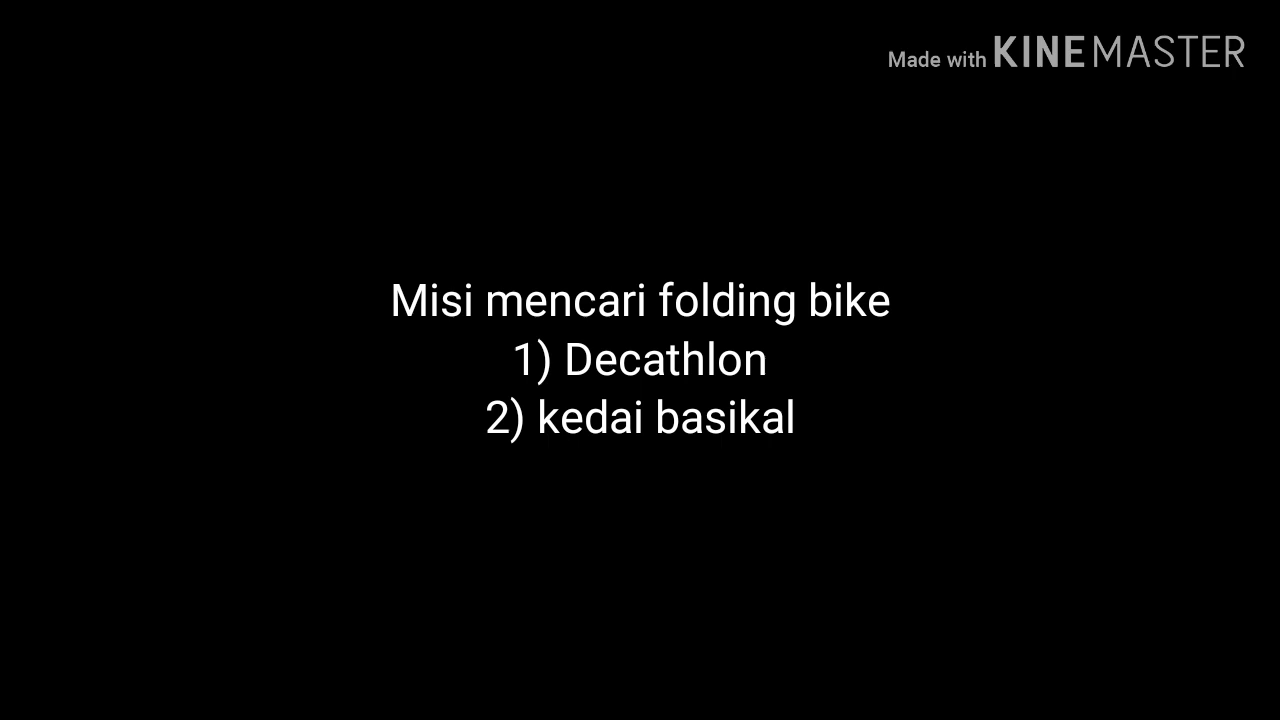 Made with KINEMASTER
Misi mencari folding bike
1) Decathlon
2) kedai basikal